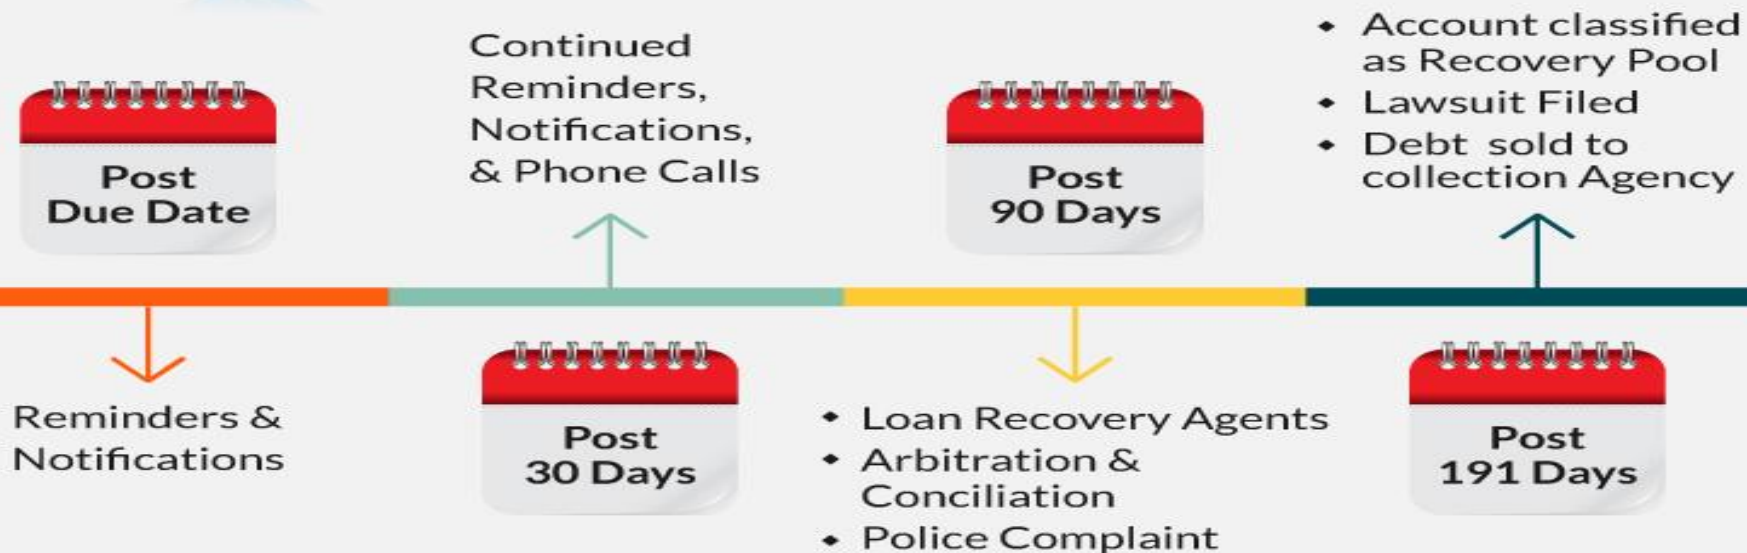 Post
Due Date
Reminders &
Notifications
Continued
Reminders,
Notifications,
& Phone Calls
Post
30 Days
Post
90 Days
◆ Loan Recovery Agents
◆ Arbitration &
Conciliation
◆ Police Complaint
◆ Account classified
as Recovery Pool
◆ Lawsuit Filed
◆ Debt sold to
collection Agency
Post
191 Days